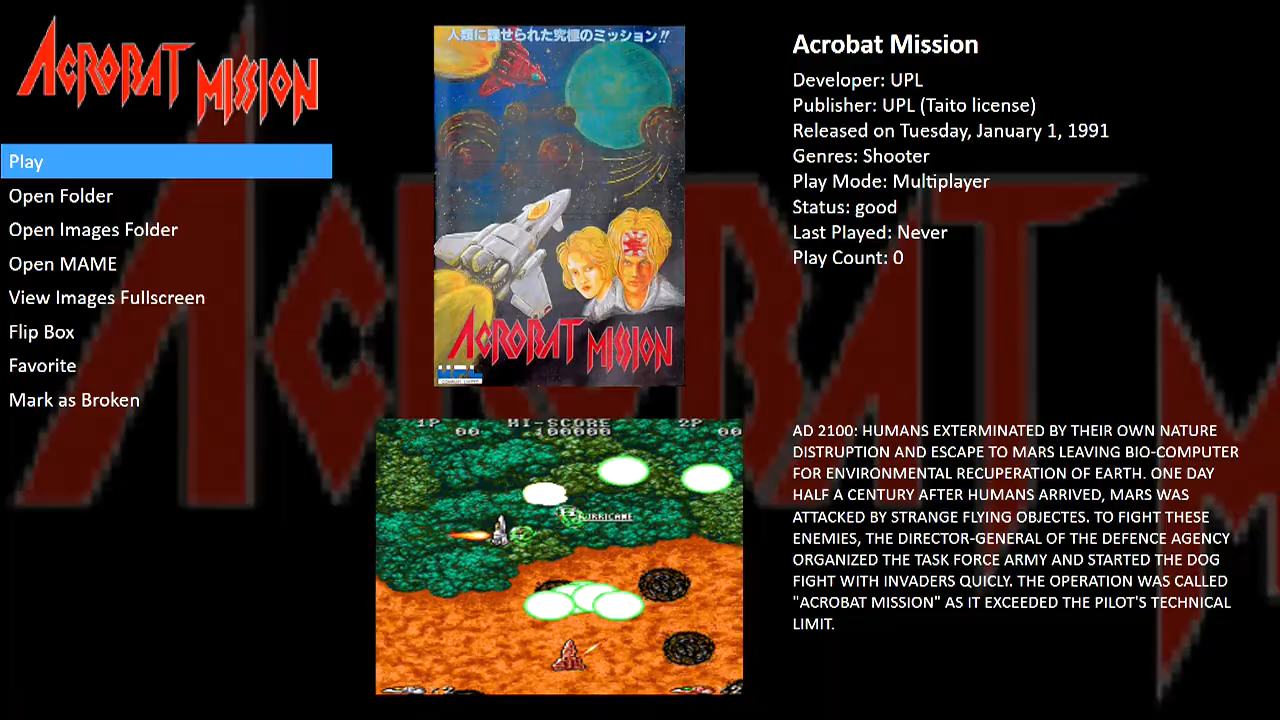 ACROBAT MISSION
Play
Open Folder
Open Images Folder
Open MAME
View Images Fullscreen
Flip Box
Favorite
Mark as Broken
人類に課せられた究極のミッション!!
ACROBAT MISSION
UPL
COMPANY LIMITED
1P HI-SCORE 2P
00 100000 00
HURRICANE
Acrobat Mission
Developer: UPL
Publisher: UPL (Taito license)
Released on Tuesday, January 1, 1991
Genres: Shooter
Play Mode: Multiplayer
Status: good
Last Played: Never
Play Count: 0
AD 2100: HUMANS EXTERMINATED BY THEIR OWN NATURE
DISTRUPTION AND ESCAPE TO MARS LEAVING BIO-COMPUTER
FOR ENVIRONMENTAL RECUPERATION OF EARTH. ONE DAY
HALF A CENTURY AFTER HUMANS ARRIVED, MARS WAS
ATTACKED BY STRANGE FLYING OBJECTES. TO FIGHT THESE
ENEMIES, THE DIRECTOR-GENERAL OF THE DEFENCE AGENCY
ORGANIZED THE TASK FORCE ARMY AND STARTED THE DOG
FIGHT WITH INVADERS QUICLY. THE OPERATION WAS CALLED
"ACROBAT MISSION" AS IT EXCEEDED THE PILOT'S TECHNICAL
LIMIT.